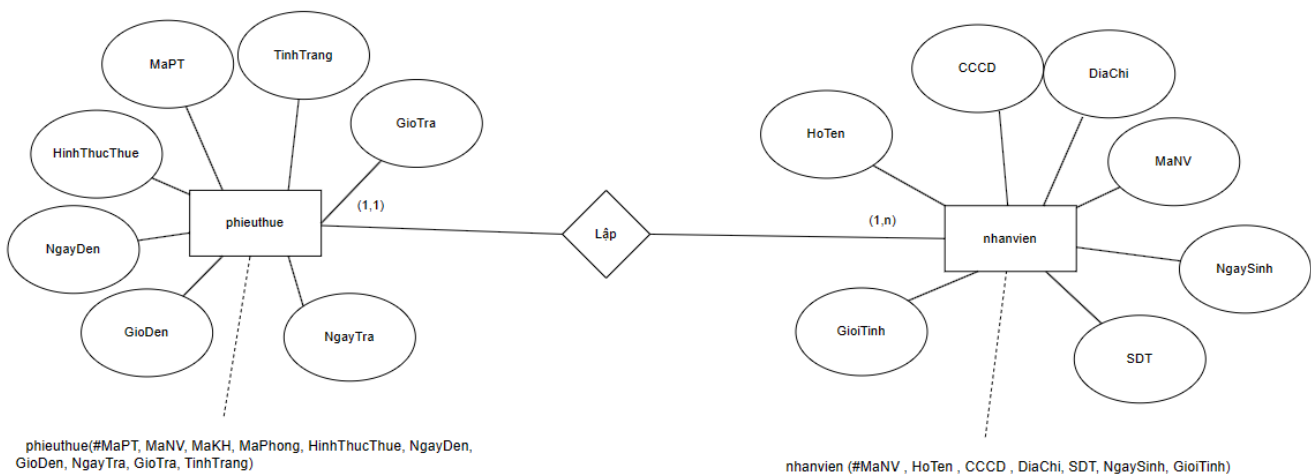 MaPT
TinhTrang
GioTra
HinhThucThue
(1,1)
phieuthue
NgayDen
GioDen
NgayTra
Lập
CCCD
DiaChi
HoTen
MaNV
(1,n)
nhanvien
NgaySinh
GioiTinh
SDT
phieuthue(#MaPT, MaNV, MaKH, MaPhong, HinhThucThue, NgayDen,
GioDen, NgayTra, GioTra, TinhTrang)
nhanvien (#MaNV , HoTen , CCCD , DiaChi, SDT, NgaySinh, GioiTinh)